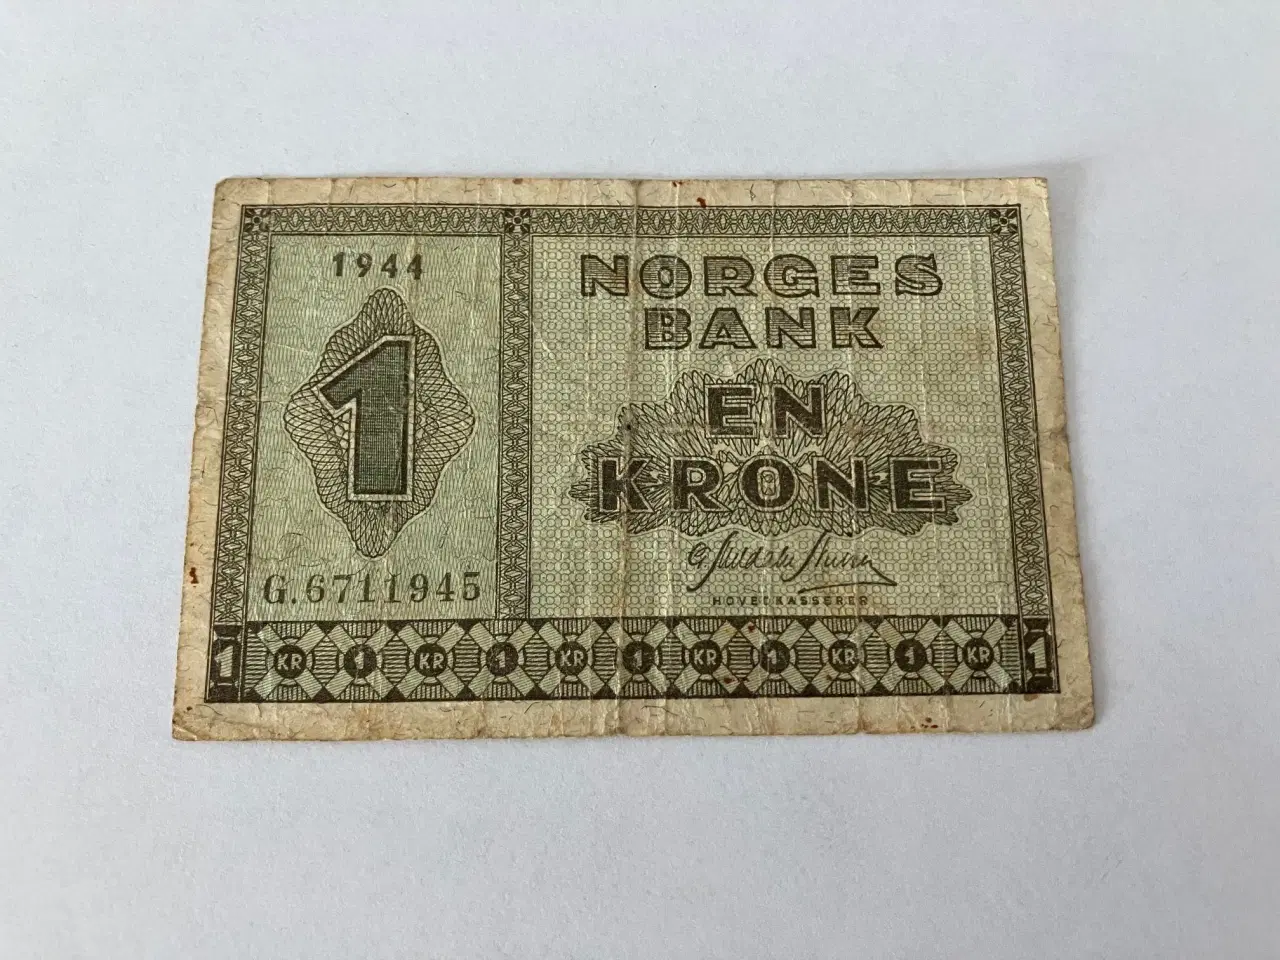 1944
1
G.6711945
NORGES
BANK
EN
KRONE
HOVEDKASSERER
1 KR 1 KR 1 KR 1 KR 1 KR 1 KR 1